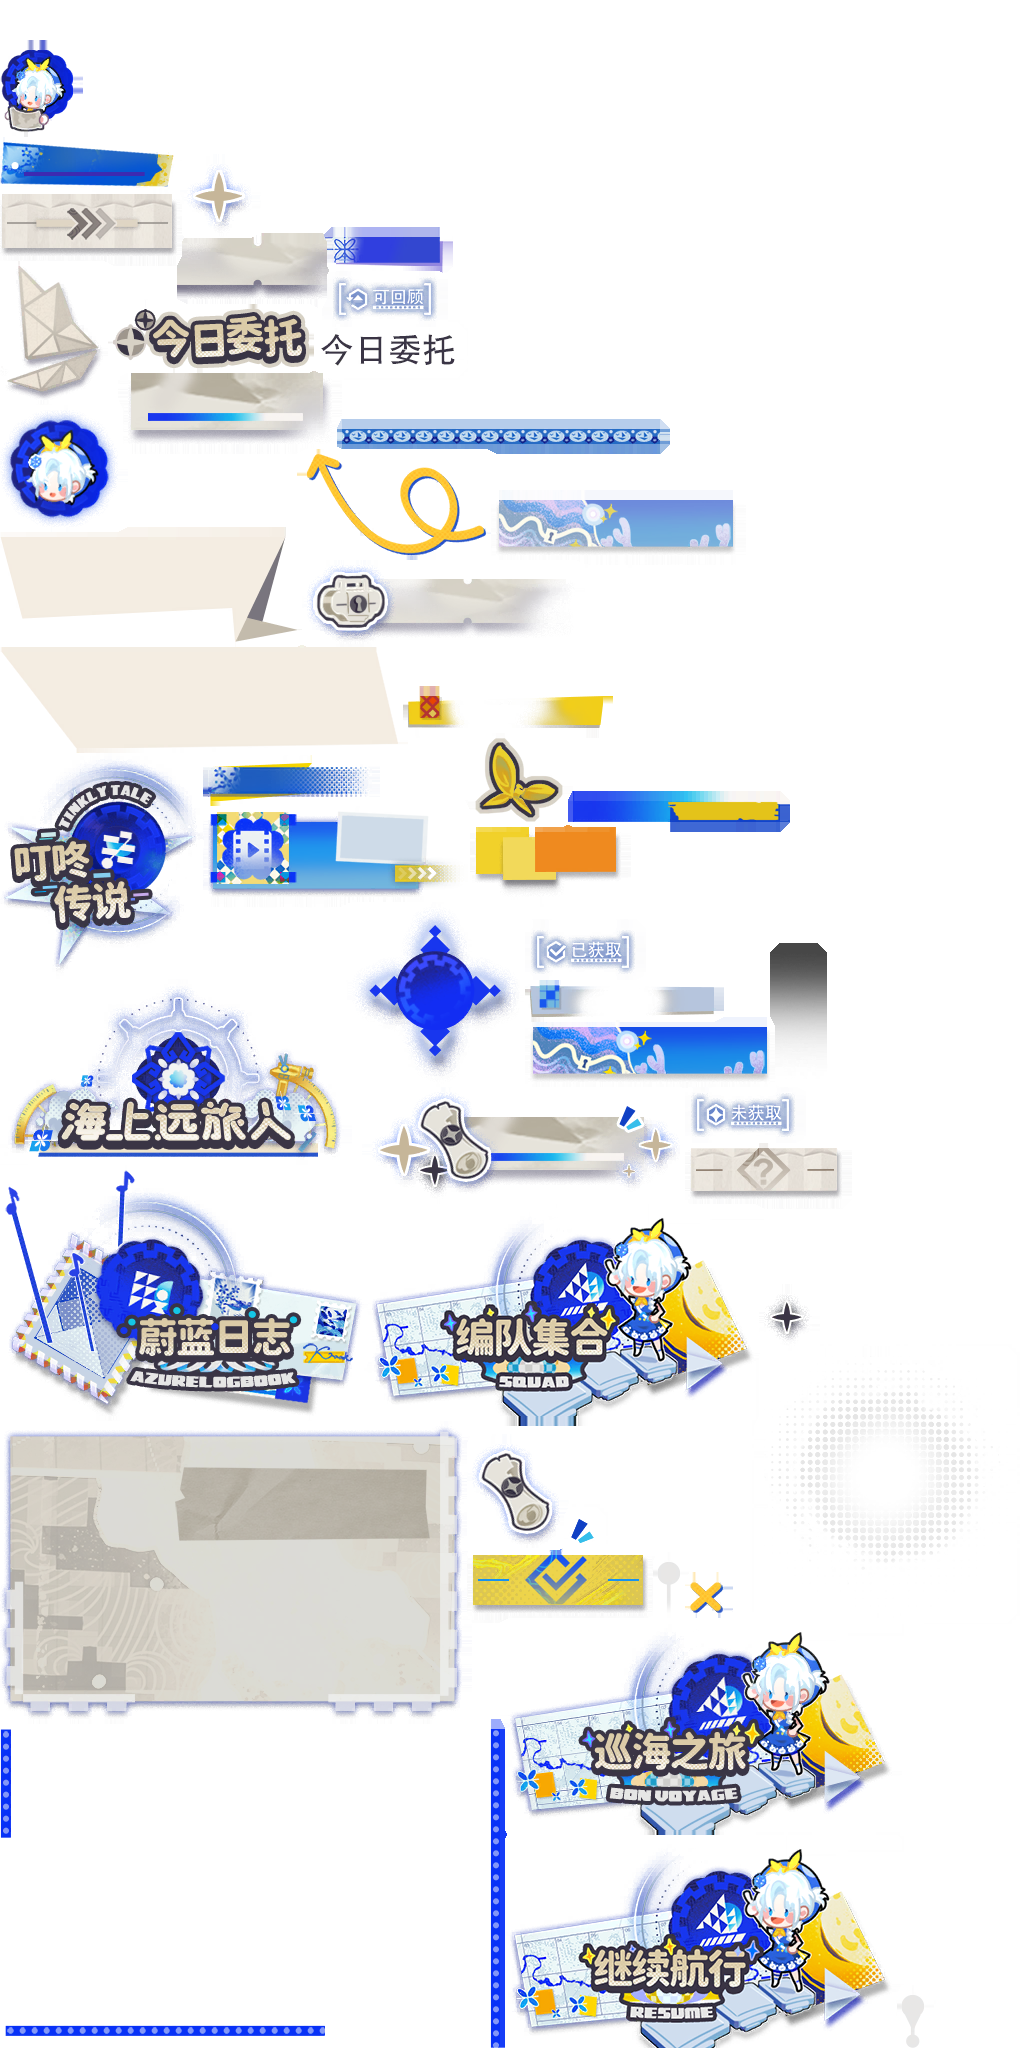 可回顾
今日委托
今日委托
TINKLY TALE
叮咚
传说
已获取
海上远旅人
未获取
蔚蓝日志
AZURE LOGBOOK
编队集合
SQUAD
巡海之旅
BON VOYAGE
继续航行
RESUME